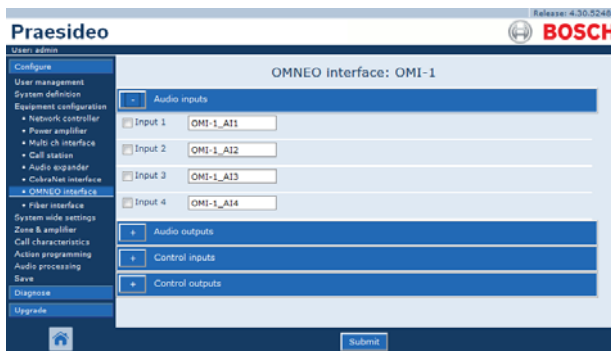 Release: 4.30.5248
Praesideo
BOSCH
User: admin
Configure
User management
System definition
Equipment configuration
• Network controller
• Power amplifier
• Multi ch interface
• Call station
• Audio expander
• CobraNet interface
• OMNEO interface
• Fiber interface
System wide settings
Zone & amplifier
Call characteristics
Action programming
Audio processing
Save
Diagnose
Upgrade
OMNEO interface: OMI-1
- Audio inputs
Input 1 OMI-1_AI1
Input 2 OMI-1_AI2
Input 3 OMI-1_AI3
Input 4 OMI-1_AI4
+ Audio outputs
+ Control inputs
+ Control outputs
Submit